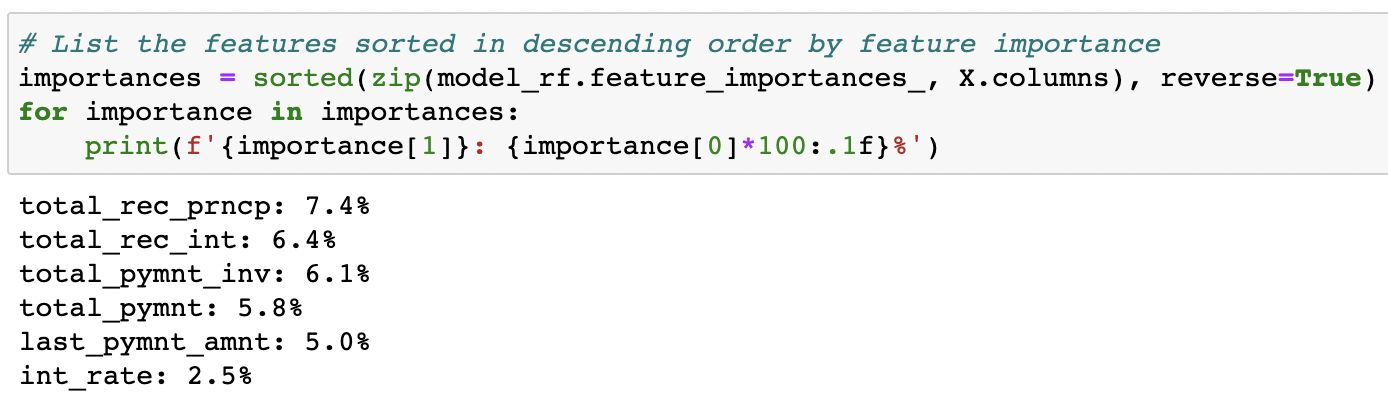 # List the features sorted in descending order by feature importance
importances = sorted(zip(model_rf.feature_importances_, X.columns), reverse=True)
for importance in importances:
    print(f'{importance[1]}: {importance[0]*100:.1f}%')
total_rec_prncp: 7.4%
total_rec_int: 6.4%
total_pymnt_inv: 6.1%
total_pymnt: 5.8%
last_pymnt_amnt: 5.0%
int_rate: 2.5%